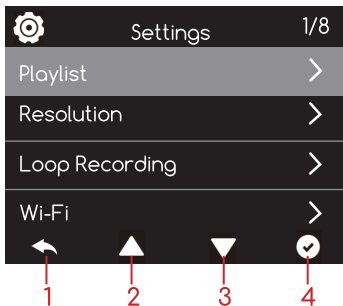 Settings 1/8
Playlist
Resolution
Loop Recording
Wi-Fi
1 2 3 4